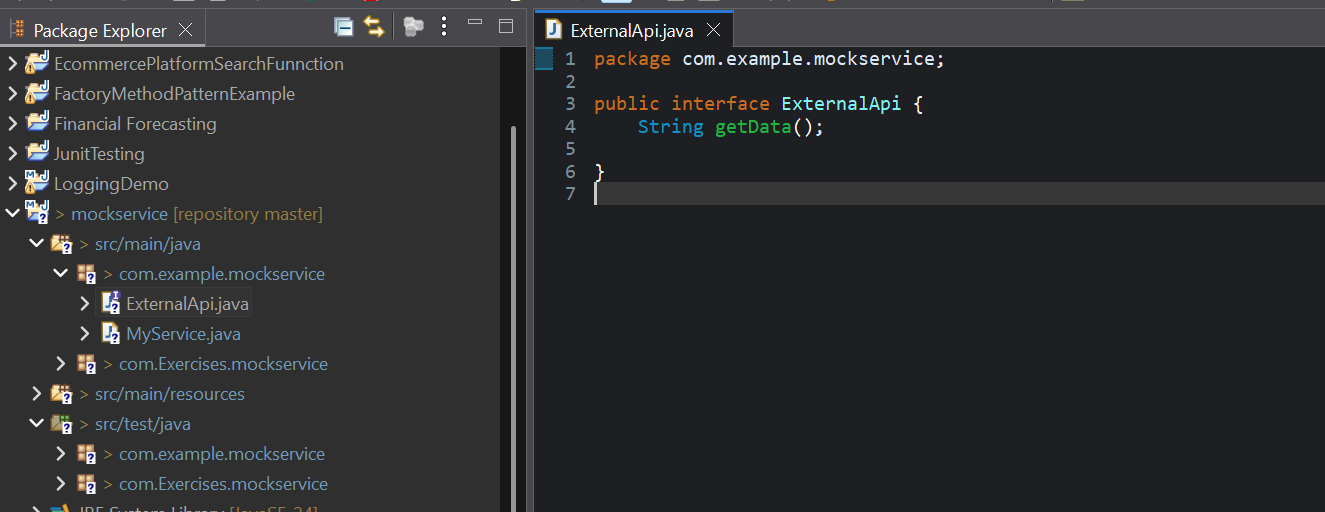 Package Explorer
EcommercePlatformSearchFunnction
FactoryMethodPatternExample
Financial Forecasting
JunitTesting
LoggingDemo
> mockservice [repository master]
> src/main/java
> com.example.mockservice
ExternalApi.java
MyService.java
> com.Exercises.mockservice
> src/main/resources
> src/test/java
> com.example.mockservice
> com.Exercises.mockservice
ExternalApi.java
1 package com.example.mockservice;
2
3 public interface ExternalApi {
4 String getData();
5
6 }
7